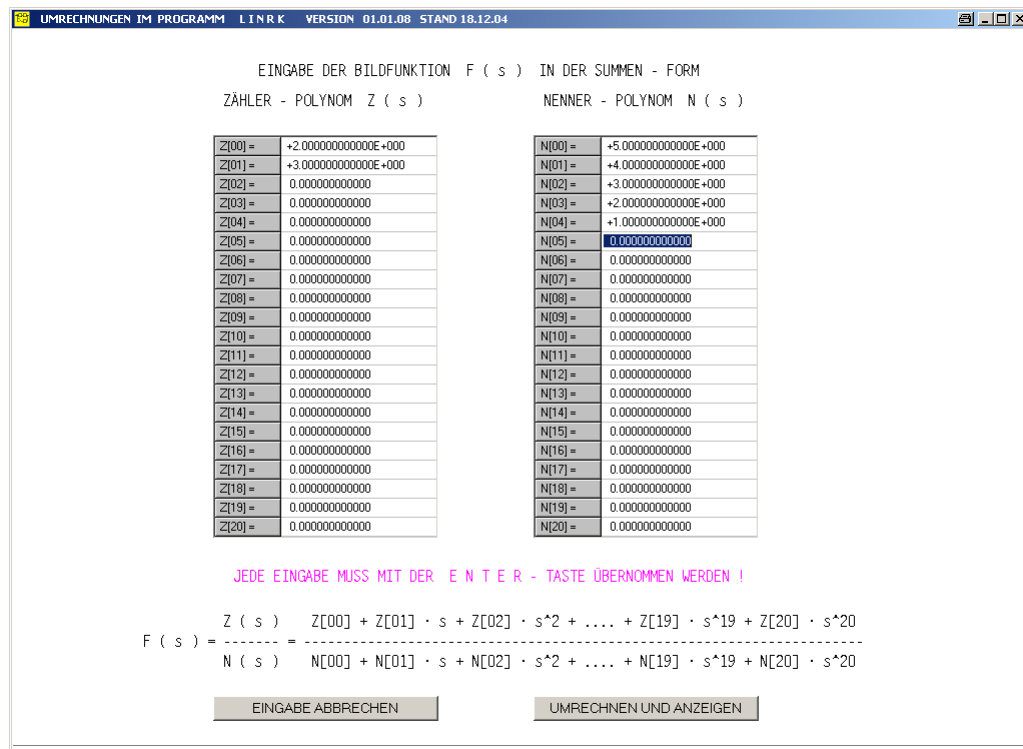 UMRECHNUNGEN IM PROGRAMM L I N R K VERSION 01.01.08 STAND 18.12.04
EINGABE DER BILDFUNKTION F ( s ) IN DER SUMMEN - FORM
ZÄHLER - POLYNOM Z ( s ) NENNER - POLYNOM N ( s )
Z[00] = +2.000000000000E+000 N[00] = +5.000000000000E+000
Z[01] = +3.000000000000E+000 N[01] = +4.000000000000E+000
Z[02] = 0.000000000000 N[02] = +3.000000000000E+000
Z[03] = 0.000000000000 N[03] = +2.000000000000E+000
Z[04] = 0.000000000000 N[04] = +1.000000000000E+000
Z[05] = 0.000000000000 N[05] = 0.000000000000
Z[06] = 0.000000000000 N[06] = 0.000000000000
Z[07] = 0.000000000000 N[07] = 0.000000000000
Z[08] = 0.000000000000 N[08] = 0.000000000000
Z[09] = 0.000000000000 N[09] = 0.000000000000
Z[10] = 0.000000000000 N[10] = 0.000000000000
Z[11] = 0.000000000000 N[11] = 0.000000000000
Z[12] = 0.000000000000 N[12] = 0.000000000000
Z[13] = 0.000000000000 N[13] = 0.000000000000
Z[14] = 0.000000000000 N[14] = 0.000000000000
Z[15] = 0.000000000000 N[15] = 0.000000000000
Z[16] = 0.000000000000 N[16] = 0.000000000000
Z[17] = 0.000000000000 N[17] = 0.000000000000
Z[18] = 0.000000000000 N[18] = 0.000000000000
Z[19] = 0.000000000000 N[19] = 0.000000000000
Z[20] = 0.000000000000 N[20] = 0.000000000000
JEDE EINGABE MUSS MIT DER E N T E R - TASTE ÜBERNOMMEN WERDEN !
Z ( s ) Z[00] + Z[01] · s + Z[02] · s^2 + .... + Z[19] · s^19 + Z[20] · s^20
F ( s ) = ------- = ----------------------------------------------------------------------
N ( s ) N[00] + N[01] · s + N[02] · s^2 + .... + N[19] · s^19 + N[20] · s^20
EINGABE ABBRECHEN UMRECHNEN UND ANZEIGEN